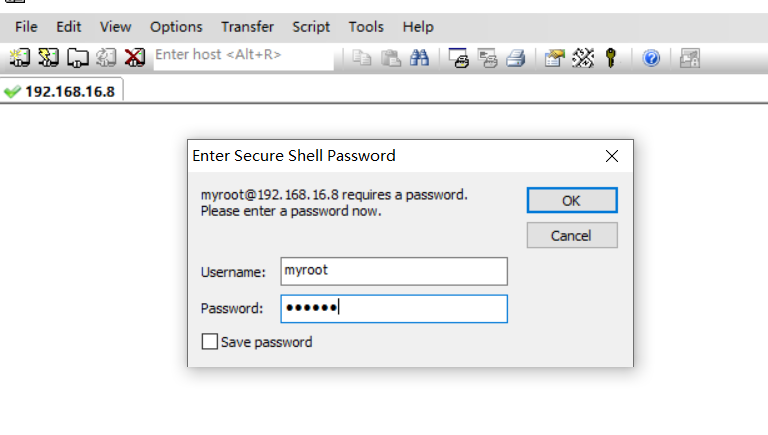 File Edit View Options Transfer Script Tools Help
Enter host <Alt+R>
192.168.16.8
Enter Secure Shell Password
myroot@192.168.16.8 requires a password.
Please enter a password now.
OK
Cancel
Username: myroot
Password: ••••••
Save password